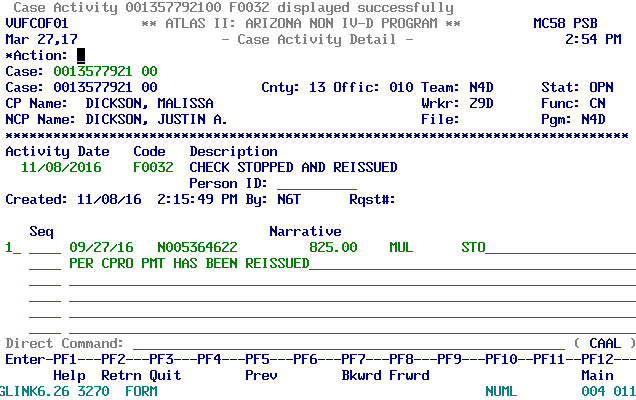 Case Activity 001357792100 F0032 displayed successfully
VUFCOF01 ** ATLAS II: ARIZONA NON IV-D PROGRAM ** MC58 PSB
Mar 27,17 - Case Activity Detail - 2:54 PM
*Action:
Case: 0013577921 00
Case: 0013577921 00 Cnty: 13 Offic: 010 Team: N4D Stat: OPN
CP Name: DICKSON, MALISSA Wrkr: Z9D Func: CN
NCP Name: DICKSON, JUSTIN A. File: Pgm: N4D
******************************************************************************
Activity Date Code Description
11/08/2016 F0032 CHECK STOPPED AND REISSUED
Person ID: __________
Created: 11/08/16 2:15:49 PM By: N6T Rqst#:
Seq Narrative
1_ ____ 09/27/16 N005364622 825.00 MUL STO
____ PER CPRO PMT HAS BEEN REISSUED
Direct Command: ( CAAL )
Enter-PF1---PF2---PF3---PF4---PF5---PF6---PF7---PF8---PF9---PF10--PF11--PF12---
Help Retrn Quit Prev Bkwrd Frwrd Main
GLINK6.26 3270 FORM NUML 004 011